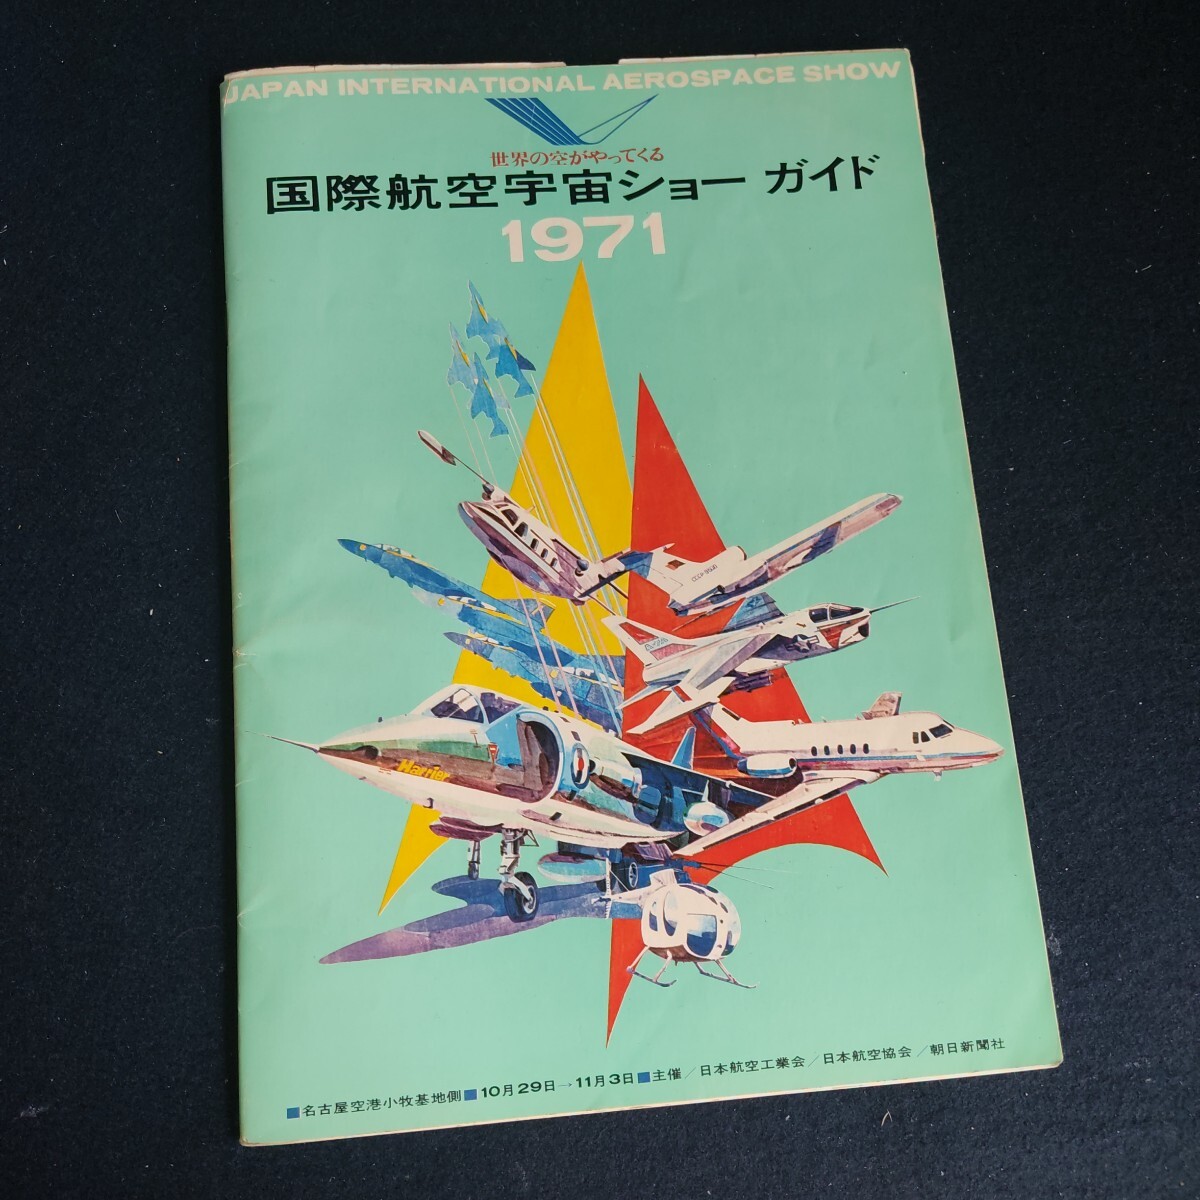 JAPAN INTERNATIONAL AEROSPACE SHOW
世界の空がやってくる
国際航空宇宙ショー ガイド
1971
Harrier
■名古屋空港小牧基地側■10月29日→11月3日■主催/日本航空工業会/日本航空協会/朝日新聞社